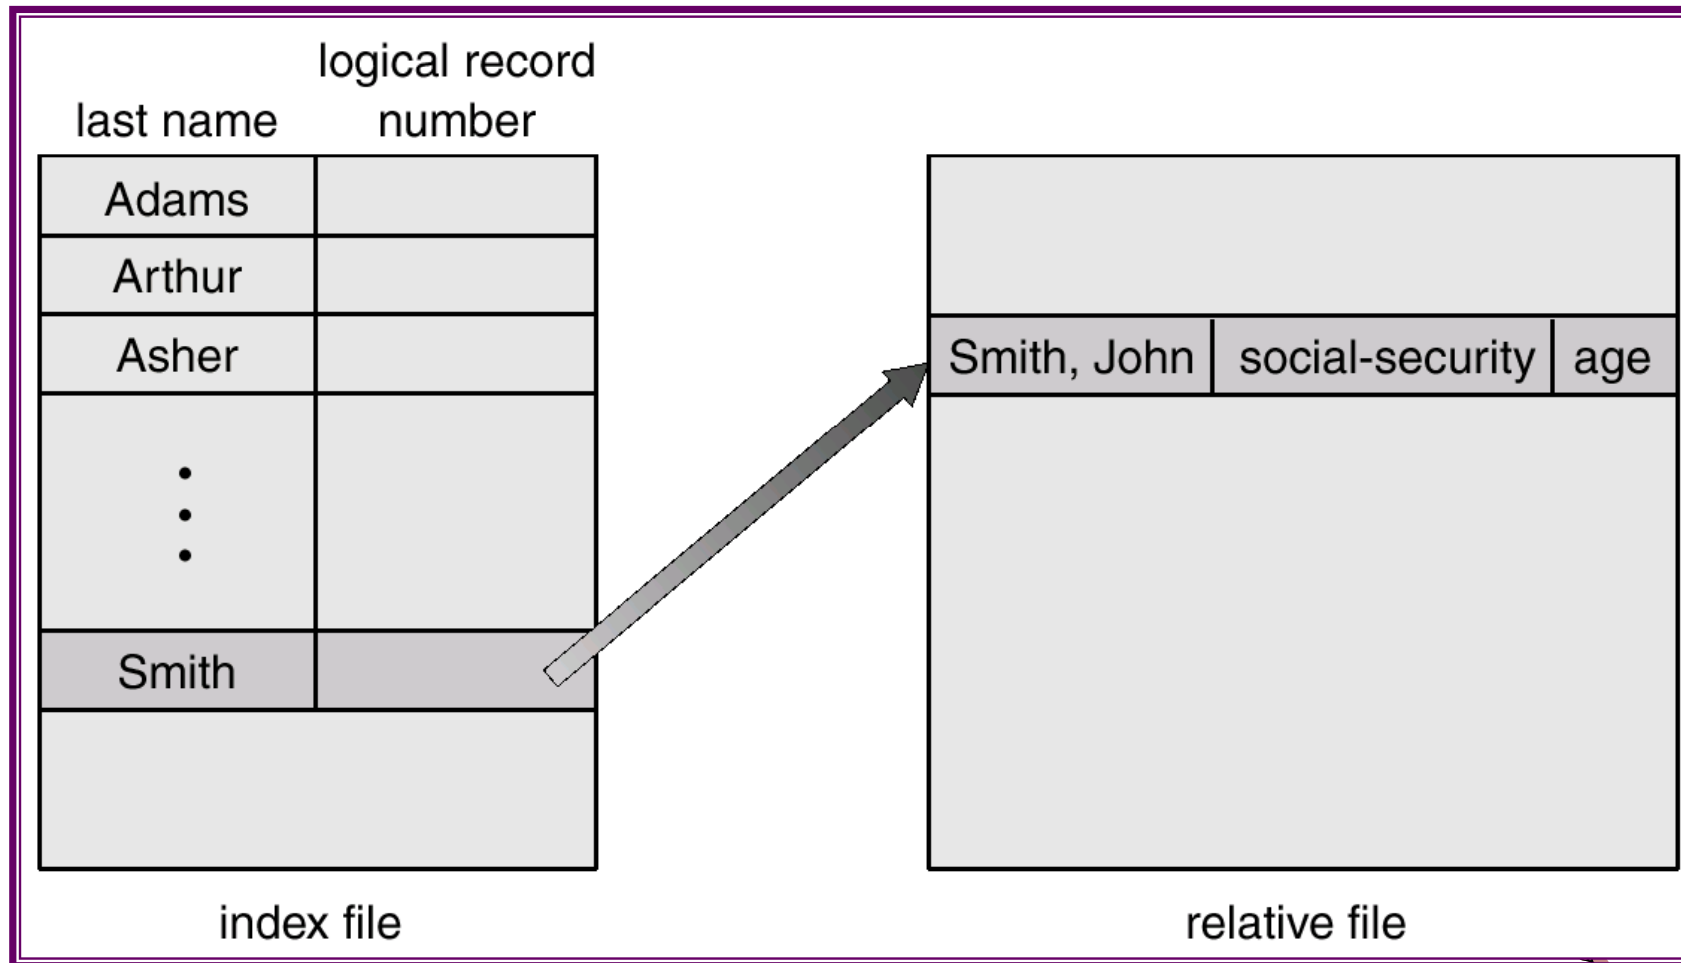 logical record
last name number
Adams
Arthur
Asher
Smith
Smith, John social-security age
index file relative file